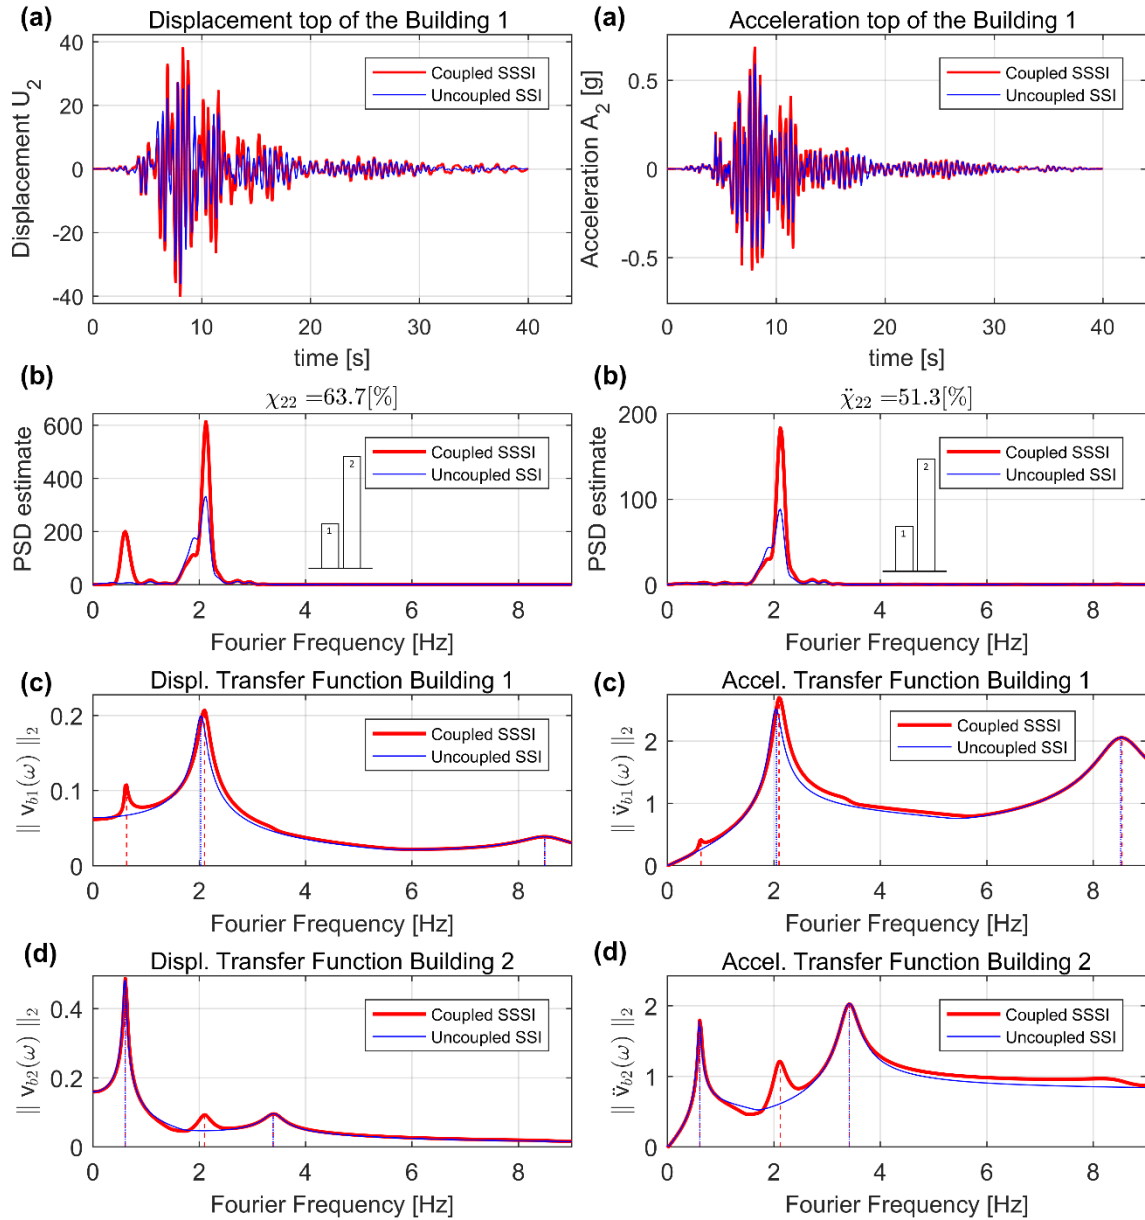 (a)
Displacement top of the Building 1
Displacement U2
40
20
0
-20
-40
Coupled SSSI
Uncoupled SSI
0 10 20 30 40
time [s]
(a)
Acceleration top of the Building 1
Acceleration A2 [g]
0.5
0
-0.5
Coupled SSSI
Uncoupled SSI
0 10 20 30 40
time [s]
(b)
χ22 =63.7[%]
PSD estimate
600
400
200
0
Coupled SSSI
Uncoupled SSI
2
1
0 2 4 6 8
Fourier Frequency [Hz]
(b)
χ̈22 =51.3[%]
PSD estimate
200
100
0
Coupled SSSI
Uncoupled SSI
2
1
0 2 4 6 8
Fourier Frequency [Hz]
(c)
Displ. Transfer Function Building 1
|| vb1(ω) ||2
0.2
0.1
0
Coupled SSSI
Uncoupled SSI
0 2 4 6 8
Fourier Frequency [Hz]
(c)
Accel. Transfer Function Building 1
|| v̈b1(ω) ||2
2
1
0
Coupled SSSI
Uncoupled SSI
0 2 4 6 8
Fourier Frequency [Hz]
(d)
Displ. Transfer Function Building 2
|| vb2(ω) ||2
0.4
0.2
0
Coupled SSSI
Uncoupled SSI
0 2 4 6 8
Fourier Frequency [Hz]
(d)
Accel. Transfer Function Building 2
|| v̈b2(ω) ||2
2
1
0
Coupled SSSI
Uncoupled SSI
0 2 4 6 8
Fourier Frequency [Hz]